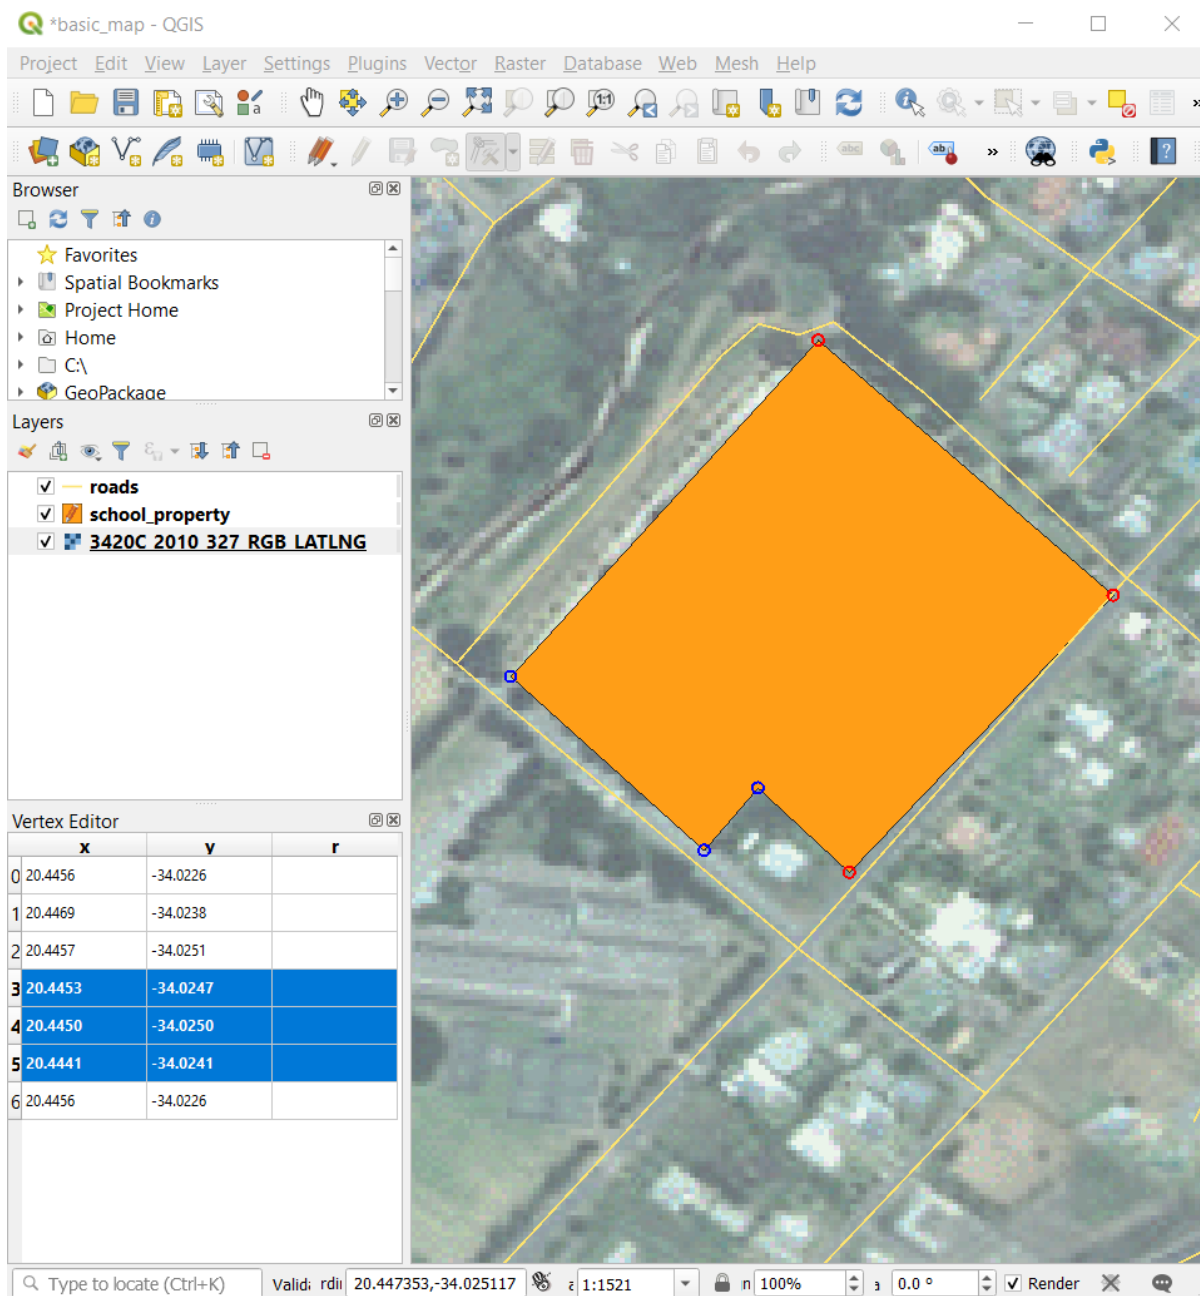 *basic_map - QGIS
Project Edit View Layer Settings Plugins Vector Raster Database Web Mesh Help
Browser
Favorites
Spatial Bookmarks
Project Home
Home
C:\
GeoPackage
Layers
roads
school_property
3420C_2010_327_RGB_LATLNG
Vertex Editor
x y r
0 20.4456 -34.0226
1 20.4469 -34.0238
2 20.4457 -34.0251
3 20.4453 -34.0247
4 20.4450 -34.0250
5 20.4441 -34.0241
6 20.4456 -34.0226
Type to locate (Ctrl+K) 20.447353,-34.025117 1:1521 100% 0.0 ° Render